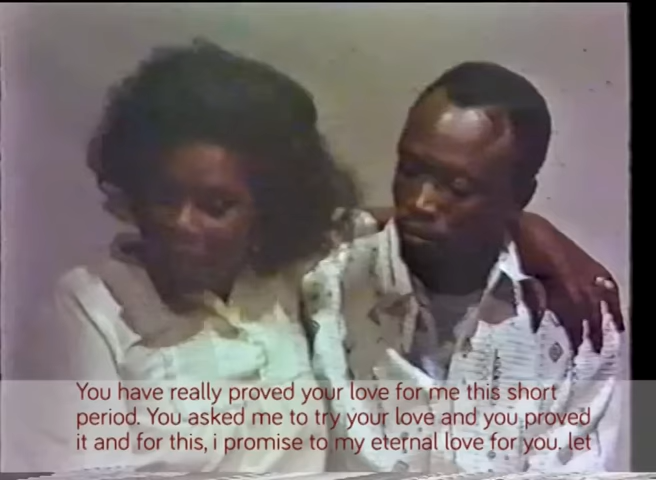 You have really proved your love for me this short
period. You asked me to try your love and you proved
it and for this, i promise to my eternal love for you. let